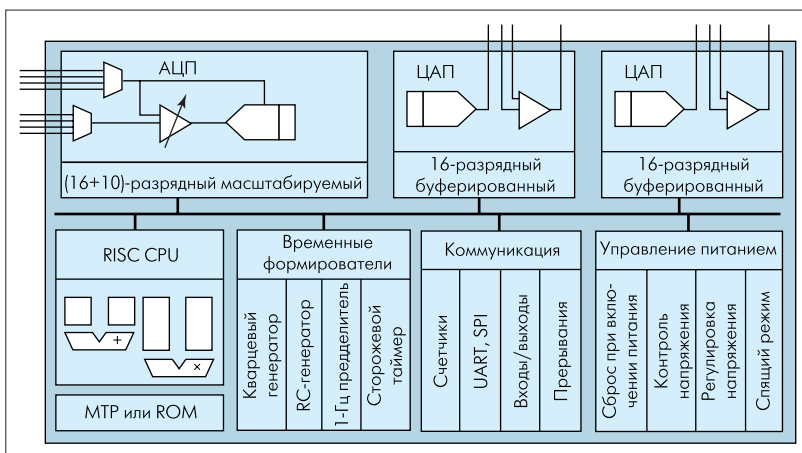 АЦП
(16+10)-разрядный масштабируемый
ЦАП
16-разрядный
буферированный
ЦАП
16-разрядный
буферированный
RISC CPU
+
×
MTP или ROM
Временные
формирователи
Кварцевый
генератор
RC-генератор
1-Гц предделитель
Сторожевой
таймер
Коммуникация
Счетчики
UART, SPI
Входы/выходы
Прерывания
Управление питанием
Сброс при вклю-
чении питания
Контроль
напряжения
Регулировка
напряжения
Спящий режим